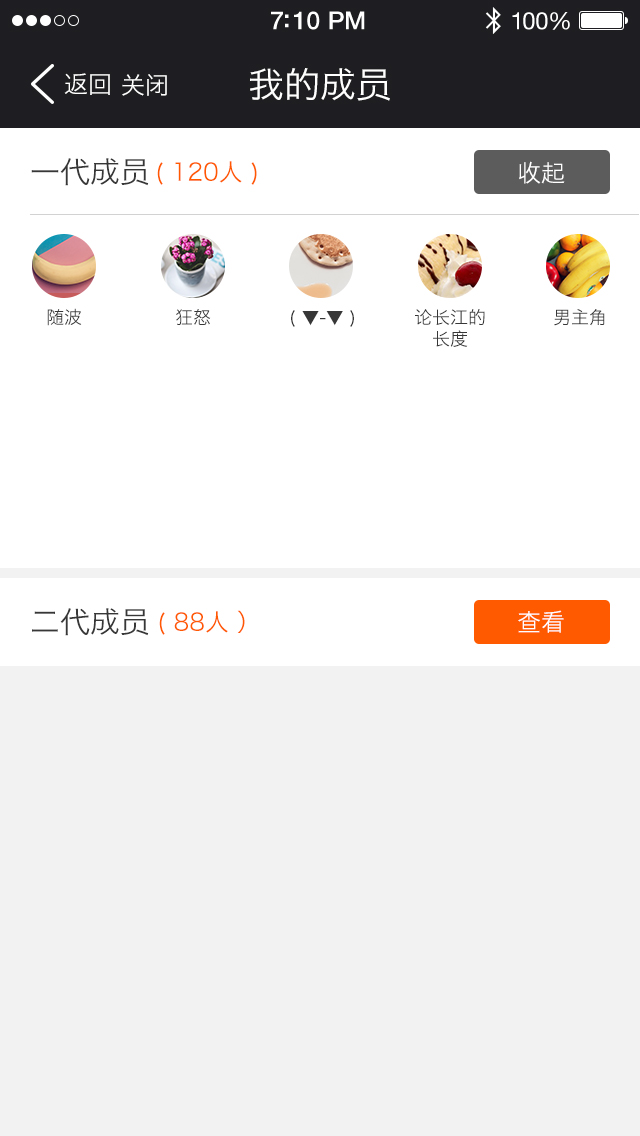 7:10 PM 100%
返回 关闭 我的成员
一代成员 ( 120人 ) 收起
随波 狂怒 ( ▼-▼ ) 论长江的 男主角
长度
二代成员 ( 88人 ) 查看